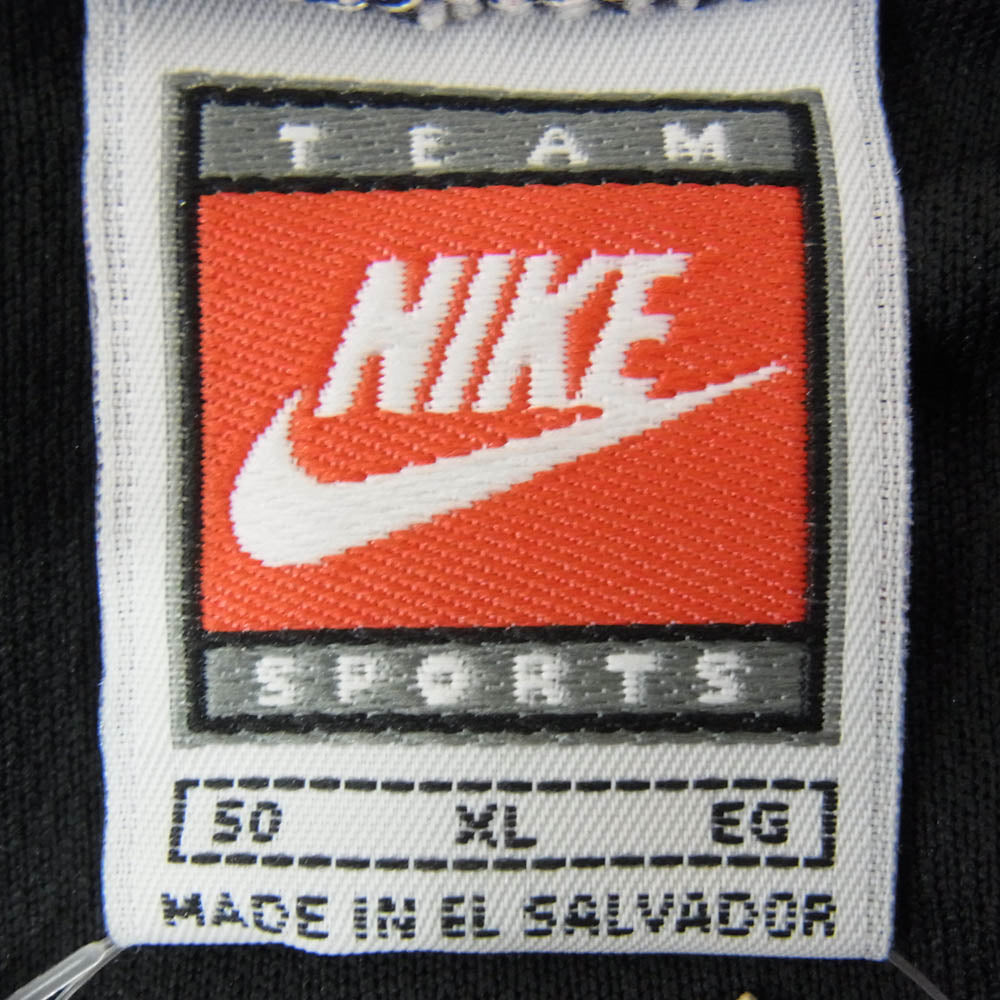 TEAM
NIKE
SPORTS
50 XL EG
MADE IN EL SALVADOR